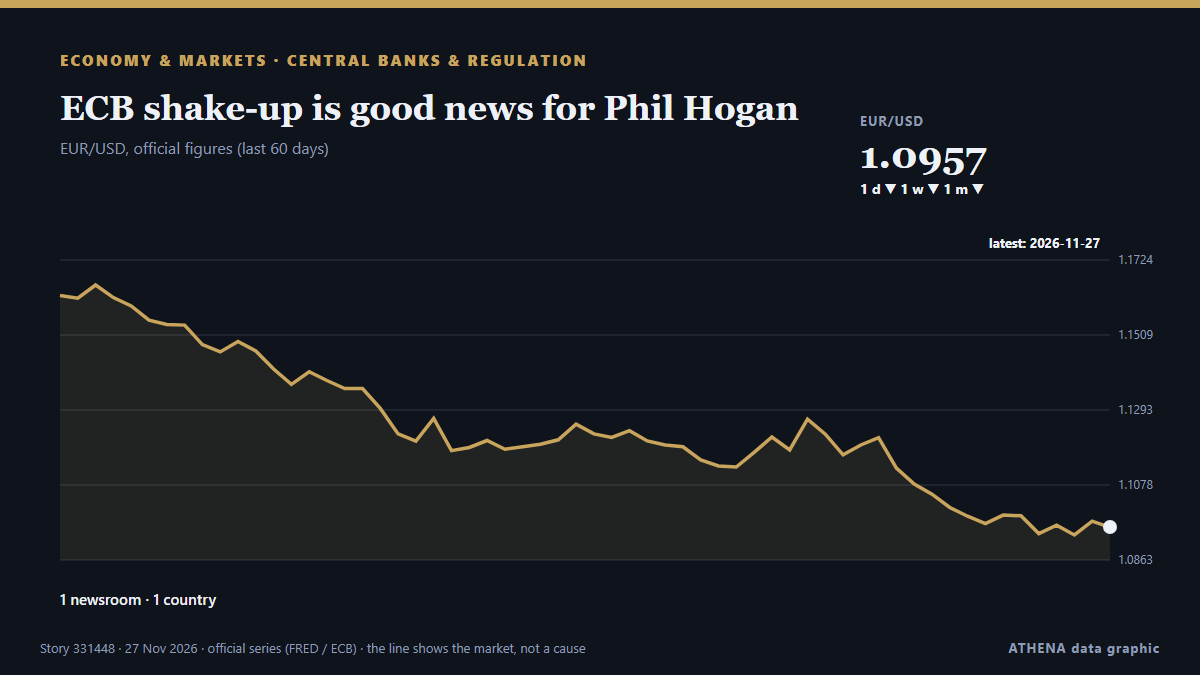 ECONOMY & MARKETS · CENTRAL BANKS & REGULATION
ECB shake-up is good news for Phil Hogan
EUR/USD, official figures (last 60 days)
EUR/USD
1.0957
1 d ▼ 1 w ▼ 1 m ▼
latest: 2026-11-27
1.1724
1.1509
1.1293
1.1078
1.0863
1 newsroom · 1 country
Story 331448 · 27 Nov 2026 · official series (FRED / ECB) · the line shows the market, not a cause
ATHENA data graphic